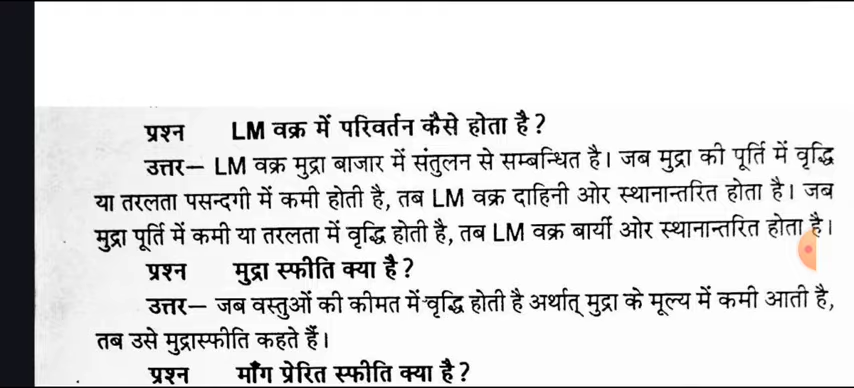 प्रश्न LM वक्र में परिवर्तन कैसे होता है?
उत्तर— LM वक्र मुद्रा बाजार में संतुलन से सम्बन्धित है। जब मुद्रा की पूर्ति में वृद्धि
या तरलता पसन्दगी में कमी होती है, तब LM वक्र दाहिनी ओर स्थानान्तरित होता है। जब
मुद्रा पूर्ति में कमी या तरलता में वृद्धि होती है, तब LM वक्र बायीं ओर स्थानान्तरित होता है।
प्रश्न मुद्रा स्फीति क्या है?
उत्तर— जब वस्तुओं की कीमत में वृद्धि होती है अर्थात् मुद्रा के मूल्य में कमी आती है,
तब उसे मुद्रास्फीति कहते हैं।
प्रश्न माँग प्रेरित स्फीति क्या है?